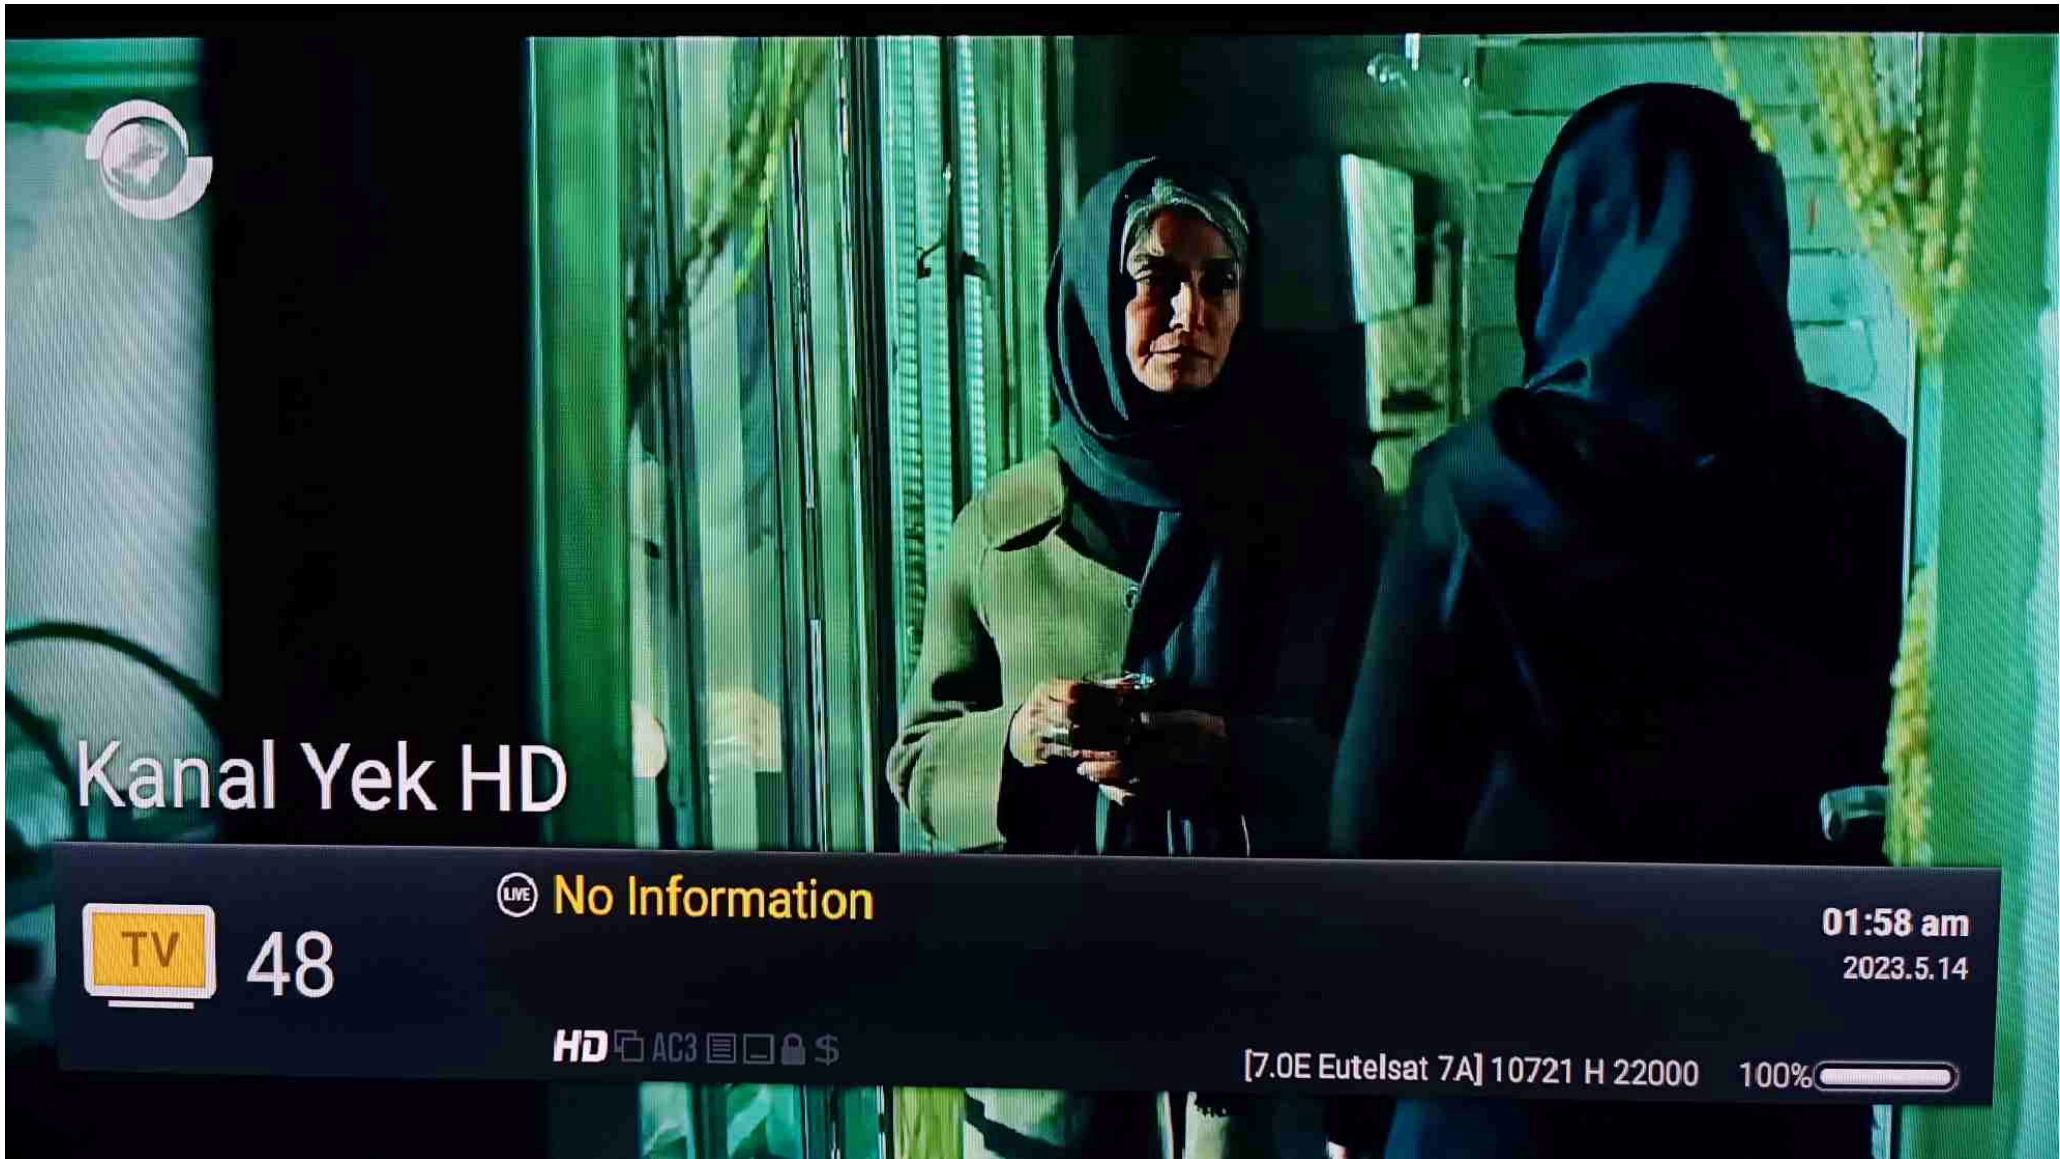 Kanal Yek HD
TV
48
LIVE No Information
01:58 am
2023.5.14
HD AC3 $
[7.0E Eutelsat 7A] 10721 H 22000 100%